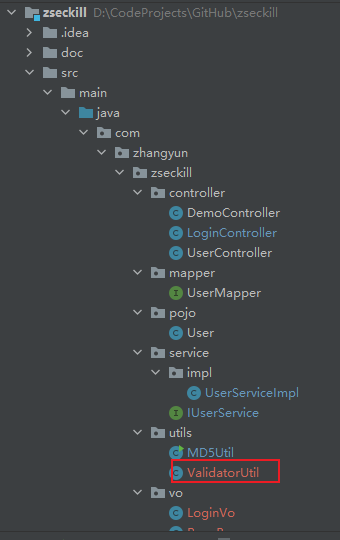 zseckill D:\CodeProjects\GitHub\zseckill
.idea
doc
src
main
java
com
zhangyun
zseckill
controller
DemoController
LoginController
UserController
mapper
UserMapper
pojo
User
service
impl
UserServiceImpl
IUserService
utils
MD5Util
ValidatorUtil
vo
LoginVo